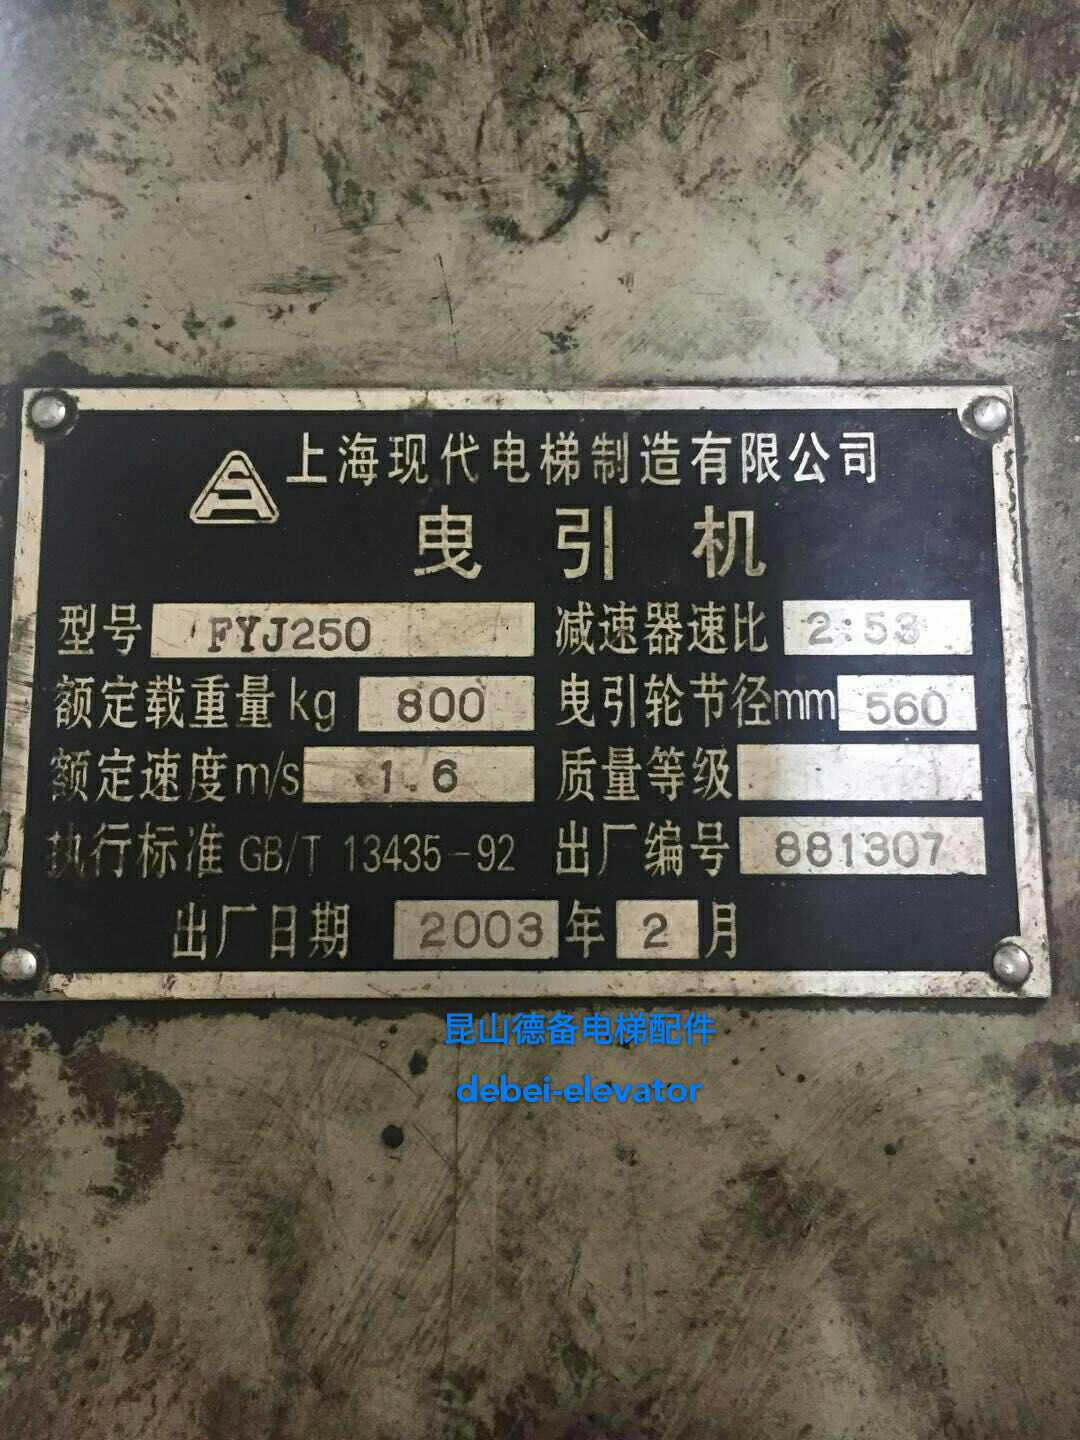 上海现代电梯制造有限公司
曳引机
型号 FYJ250 减速器速比 2:53
额定载重量kg 800 曳引轮节径mm 560
额定速度m/s 1.6 质量等级
执行标准 GB/T 13435-92 出厂编号 881307
出厂日期 2003 年 2 月
昆山德备电梯配件
debei-elevator